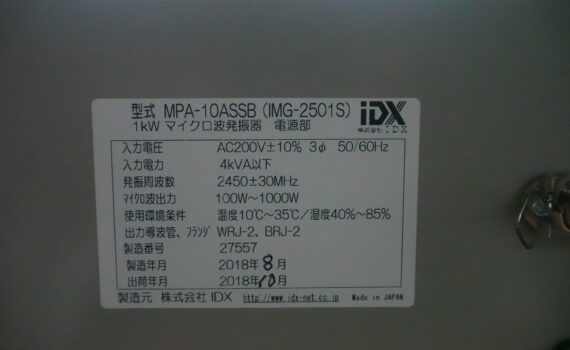 型式 MPA-10ASSB (IMG-2501S)
1kW マイクロ波発振器 電源部
IDX
株式会社 IDX
入力電圧 AC200V±10% 3φ 50/60Hz
入力電力 4kVA以下
発振周波数 2450±30MHz
マイクロ波出力 100W~1000W
使用環境条件 温度10℃~35℃/湿度40%~85%
出力導波管、フランジ WRJ-2、BRJ-2
製造番号 27557
製造年月 2018年8月
出荷年月 2018年10月
製造元 株式会社 IDX http://www.idx-net.co.jp Made in JAPAN